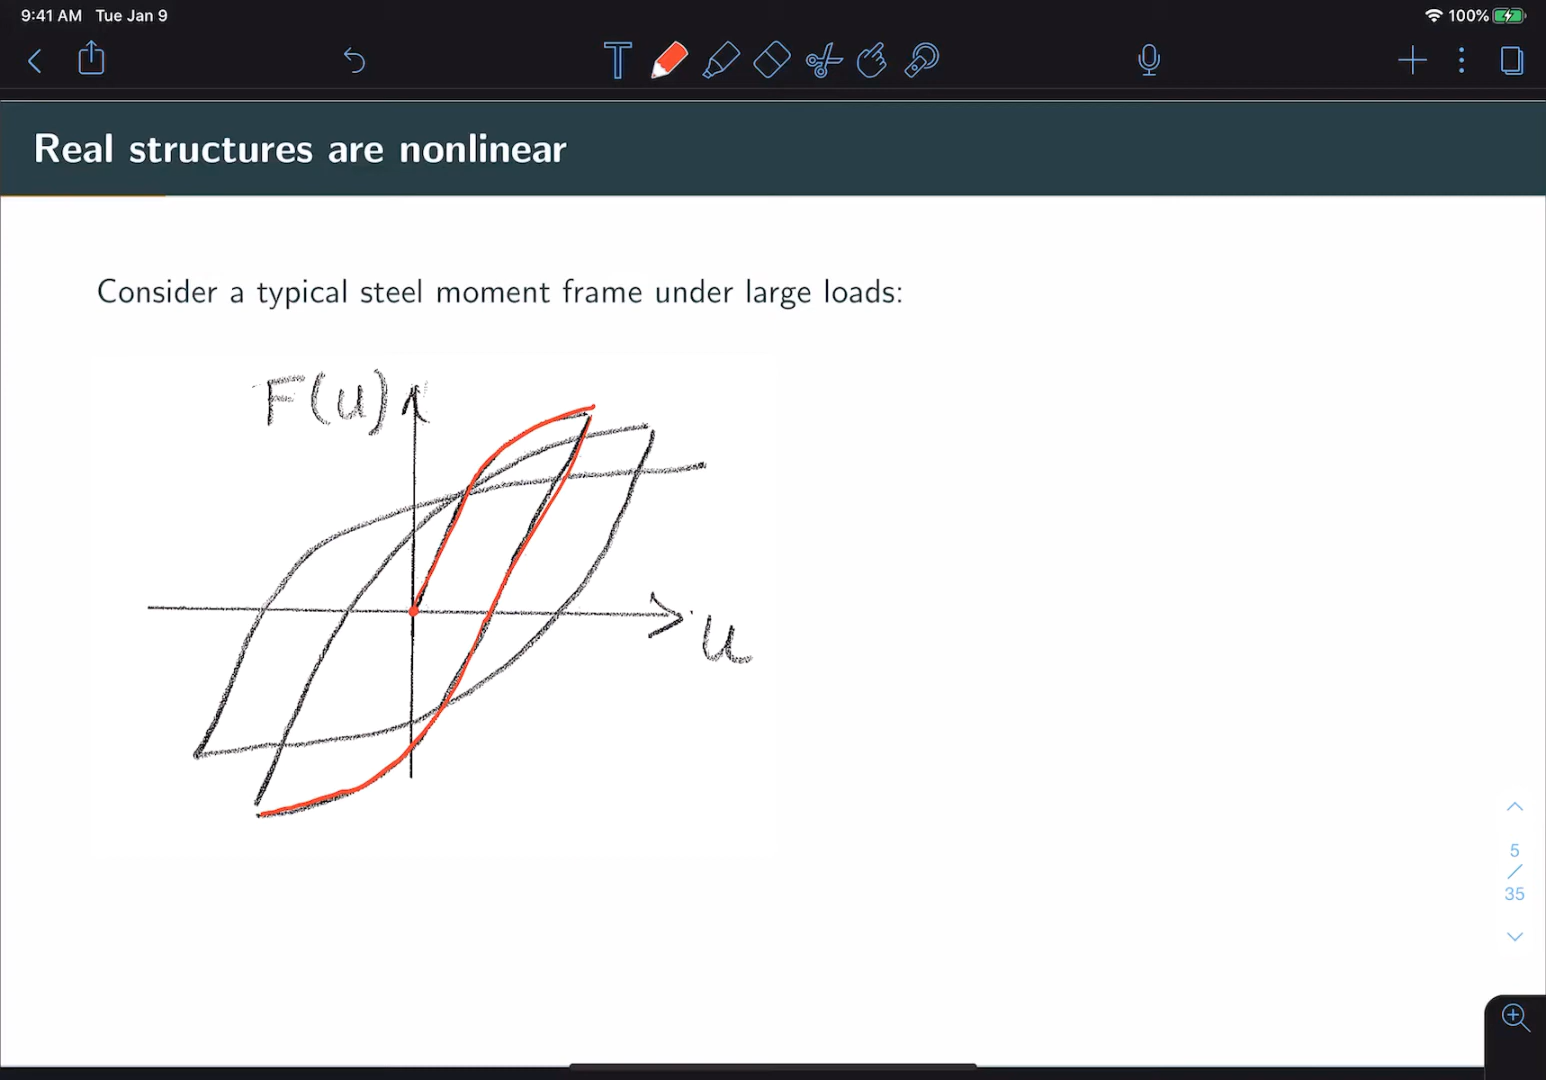 9:41 AM Tue Jan 9
100%
T
Real structures are nonlinear
Consider a typical steel moment frame under large loads:
F(u)
u
5
/
35